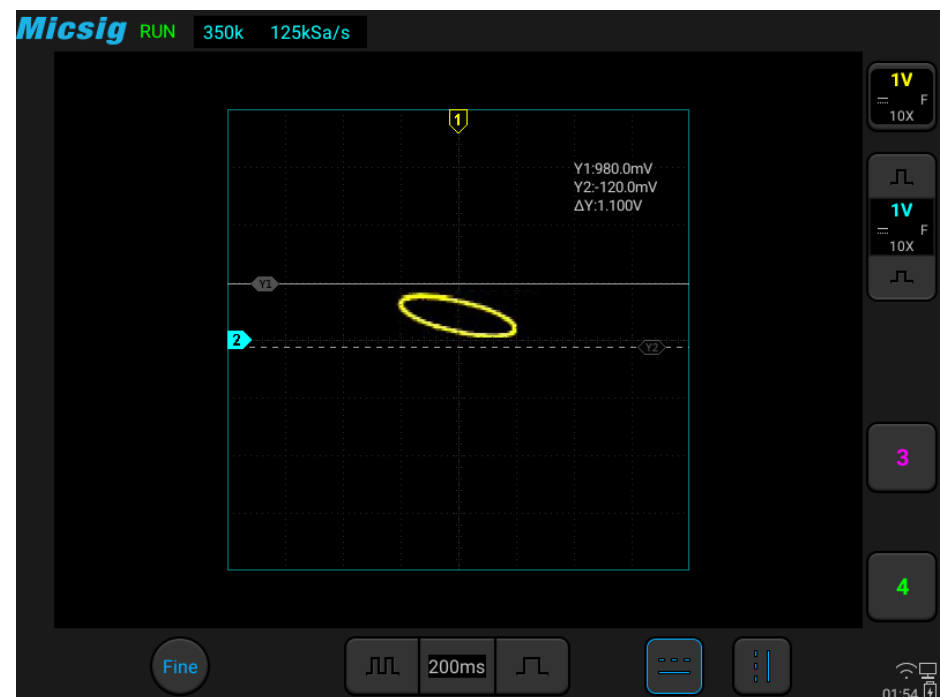 Micsig RUN 350k 125kSa/s
1
1V
F
10X
Y1:980.0mV
Y2:-120.0mV
ΔY:1.100V
1V
F
10X
Y1
2
Y2
3
4
Fine
200ms
01:54